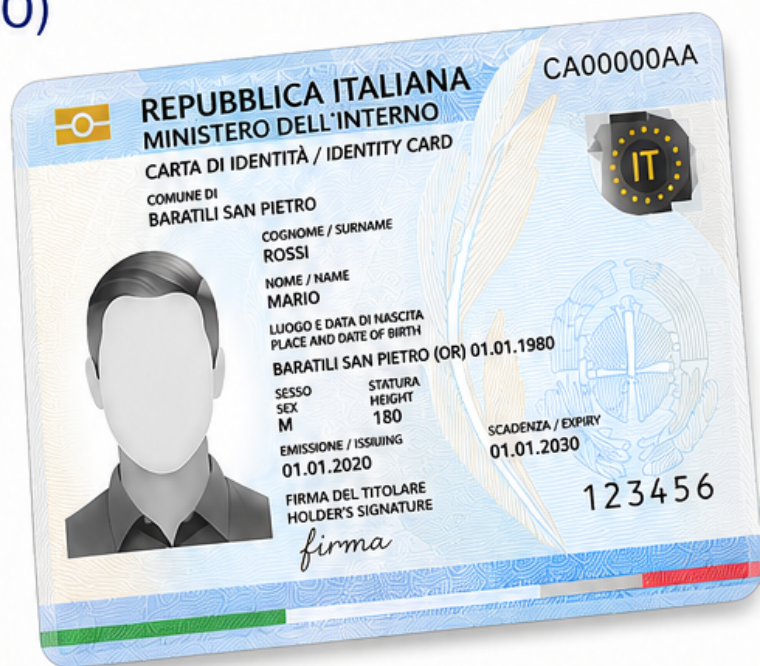 O)
REPUBBLICA ITALIANA
MINISTERO DELL'INTERNO
CA00000AA
CARTA DI IDENTITÀ / IDENTITY CARD
IT
COMUNE DI
BARATILI SAN PIETRO
COGNOME / SURNAME
ROSSI
NOME / NAME
MARIO
LUOGO E DATA DI NASCITA
PLACE AND DATE OF BIRTH
BARATILI SAN PIETRO (OR) 01.01.1980
SESSO STATURA
SEX HEIGHT
M 180
EMISSIONE / ISSIUING SCADENZA / EXPIRY
01.01.2020 01.01.2030
FIRMA DEL TITOLARE
HOLDER'S SIGNATURE
123456
firma